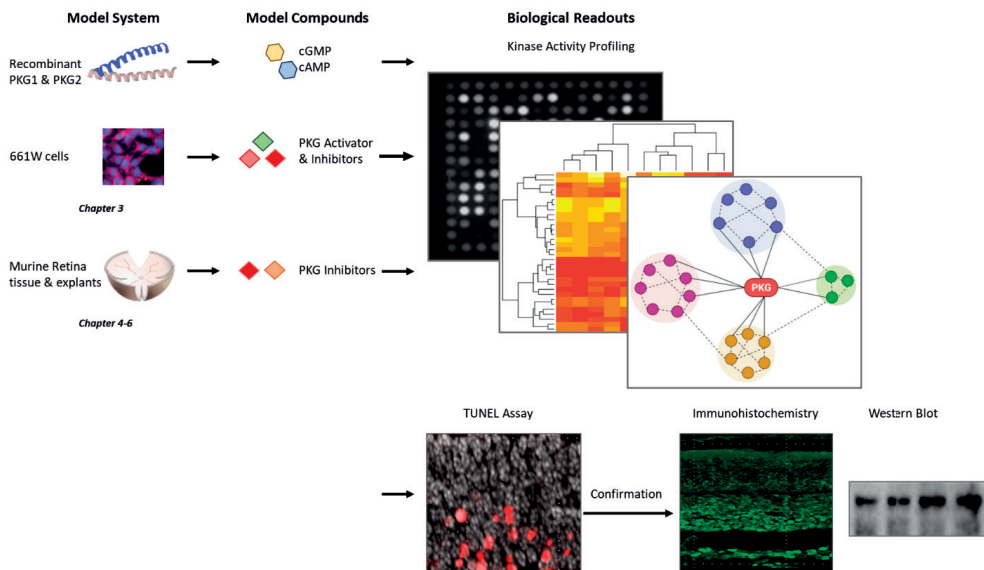 Model System
Model Compounds
Biological Readouts
Kinase Activity Profiling
Recombinant
PKG1 & PKG2
cGMP
cAMP
661W cells
PKG Activator
& Inhibitors
Chapter 3
Murine Retina
tissue & explants
PKG Inhibitors
Chapter 4-6
PKG
TUNEL Assay
Immunohistochemistry
Western Blot
Confirmation